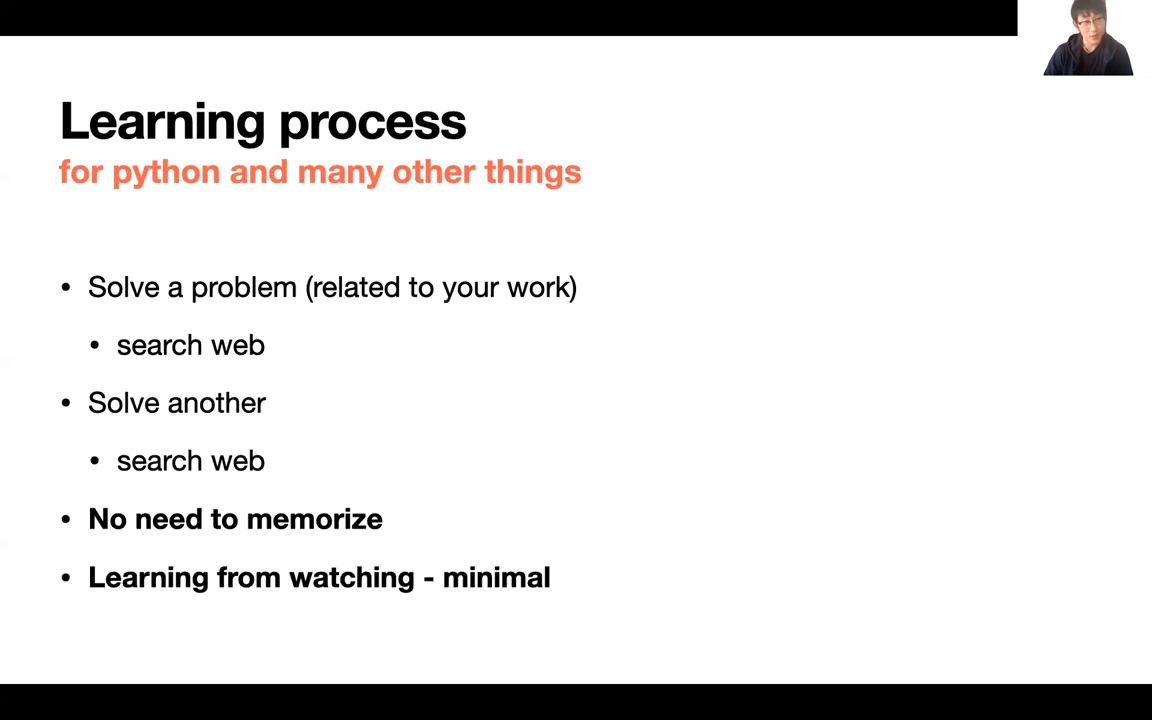 Learning process
for python and many other things
• Solve a problem (related to your work)
• search web
• Solve another
• search web
• No need to memorize
• Learning from watching - minimal